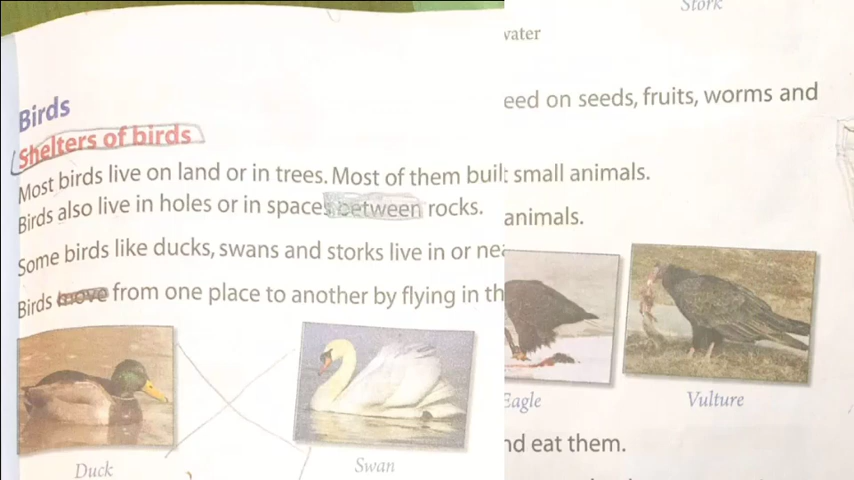 Birds
Shelters of birds
Most birds live on land or in trees. Most of them built
Birds also live in holes or in spaces between rocks.
Some birds like ducks, swans and storks live in or nea
Birds move from one place to another by flying in th
Duck
Swan
Stork
vater
eed on seeds, fruits, worms and
small animals.
animals.
Eagle
Vulture
nd eat them.